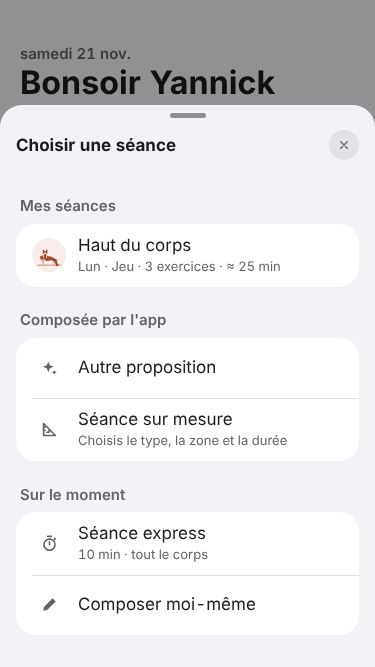 samedi 21 nov.
Bonsoir Yannick
Choisir une séance
Mes séances
Haut du corps
Lun · Jeu · 3 exercices · ≈ 25 min
Composée par l'app
Autre proposition
Séance sur mesure
Choisis le type, la zone et la durée
Sur le moment
Séance express
10 min · tout le corps
Composer moi-même